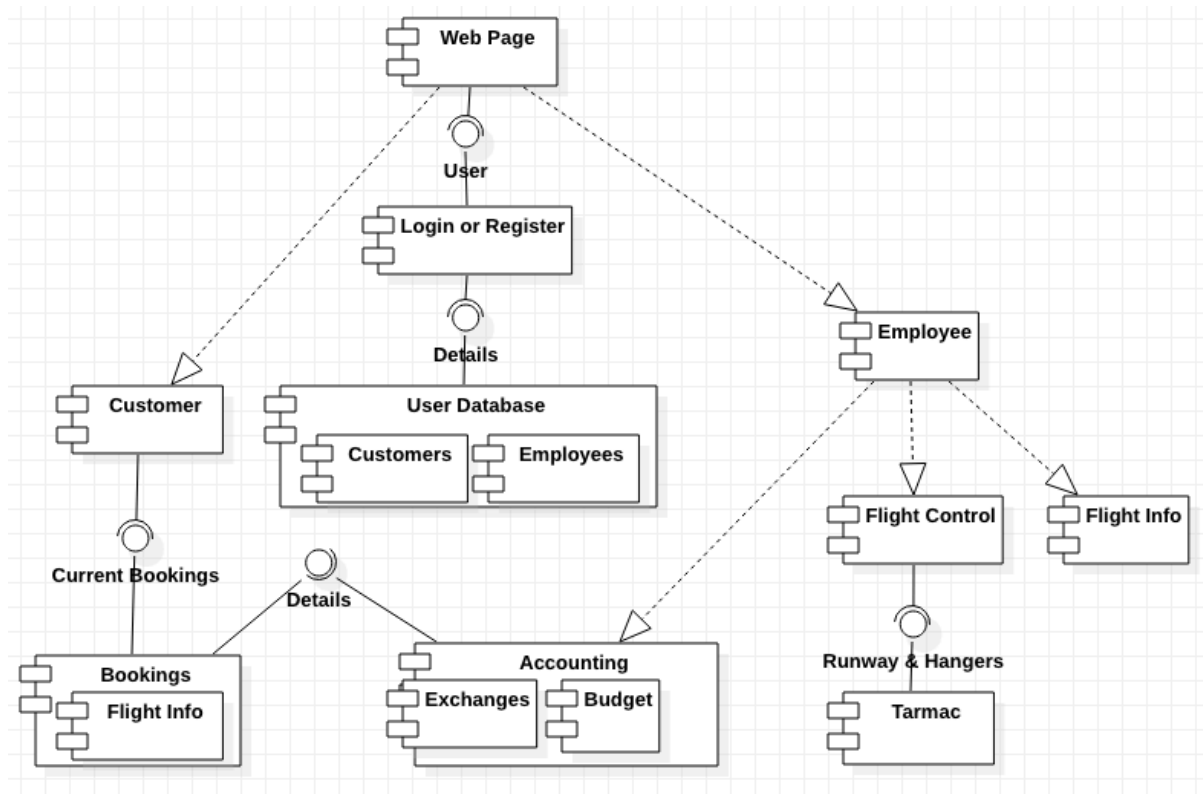 Web Page
User
Login or Register
Employee
Details
Customer
User Database
Customers
Employees
Flight Control
Flight Info
Current Bookings
Details
Runway & Hangers
Bookings
Accounting
Flight Info
Exchanges
Budget
Tarmac